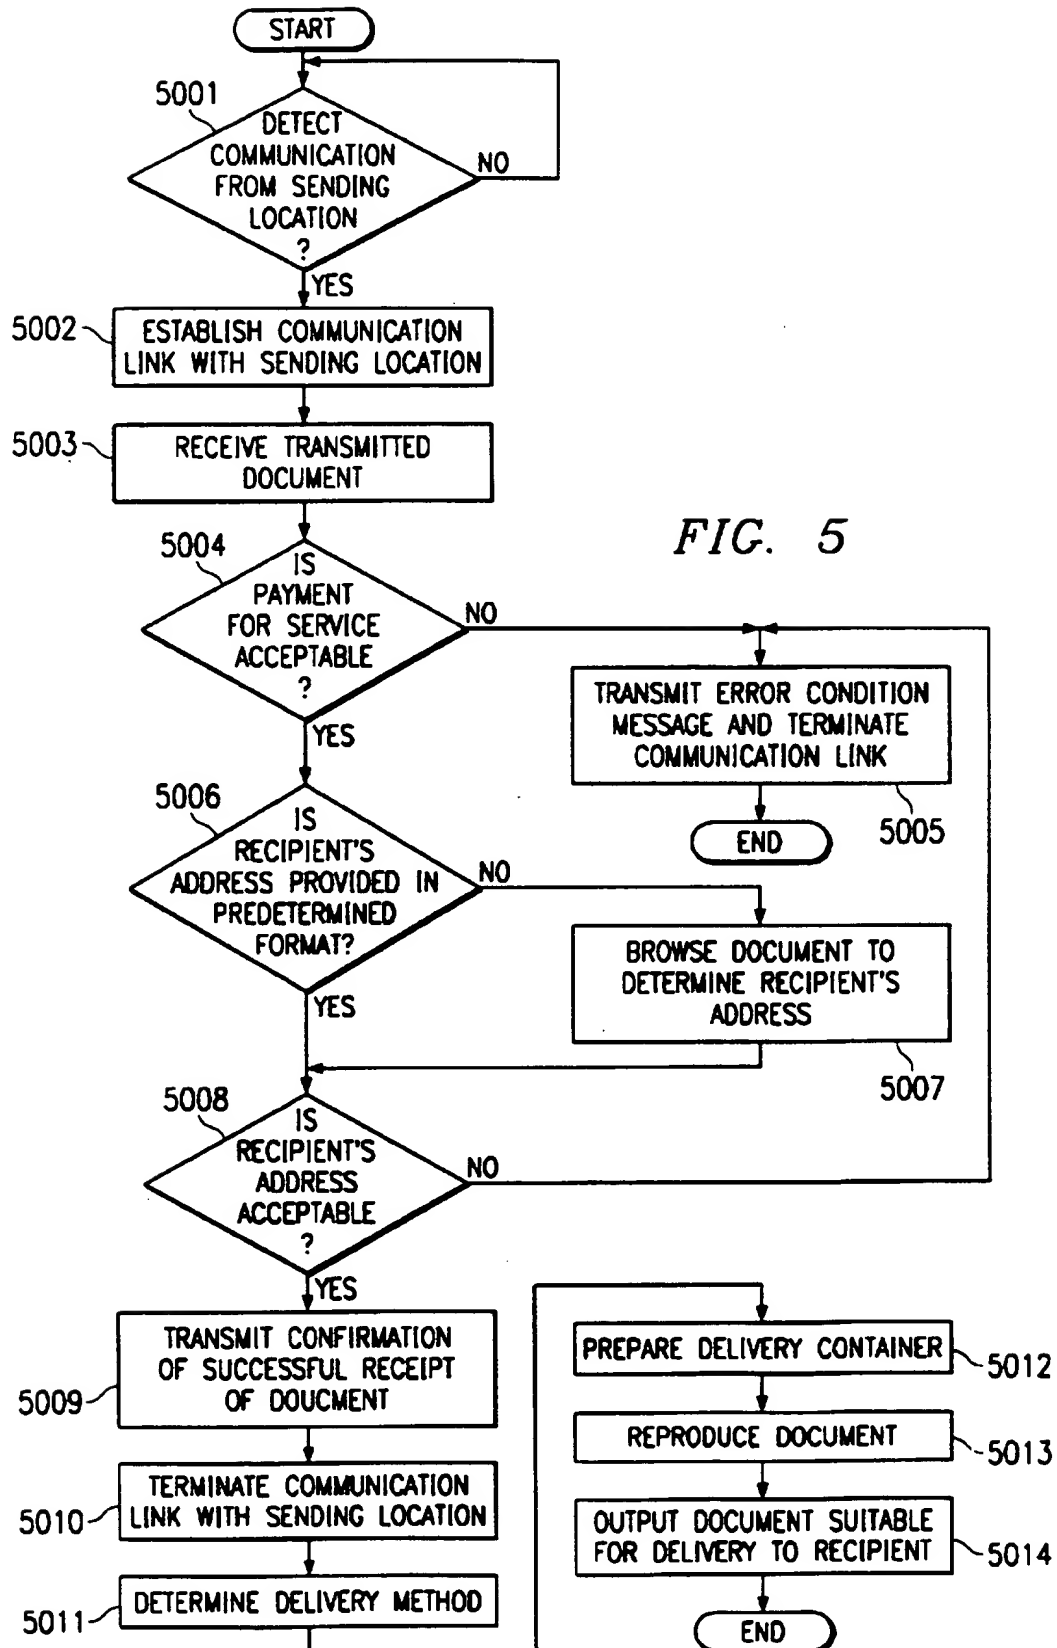 START
5001
DETECT
COMMUNICATION
FROM SENDING
LOCATION
?
NO
YES
5002
ESTABLISH COMMUNICATION
LINK WITH SENDING LOCATION
5003
RECEIVE TRANSMITTED
DOCUMENT
FIG. 5
5004
IS
PAYMENT
FOR SERVICE
ACCEPTABLE
?
NO
YES
TRANSMIT ERROR CONDITION
MESSAGE AND TERMINATE
COMMUNICATION LINK
5005
END
5006
IS
RECIPIENT'S
ADDRESS PROVIDED IN
PREDETERMINED
FORMAT?
NO
YES
BROWSE DOCUMENT TO
DETERMINE RECIPIENT'S
ADDRESS
5007
5008
IS
RECIPIENT'S
ADDRESS
ACCEPTABLE
?
NO
YES
TRANSMIT CONFIRMATION
OF SUCCESSFUL RECEIPT
OF DOUCMENT
5009
TERMINATE COMMUNICATION
LINK WITH SENDING LOCATION
5010
DETERMINE DELIVERY METHOD
5011
PREPARE DELIVERY CONTAINER
5012
REPRODUCE DOCUMENT
5013
OUTPUT DOCUMENT SUITABLE
FOR DELIVERY TO RECIPIENT
5014
END